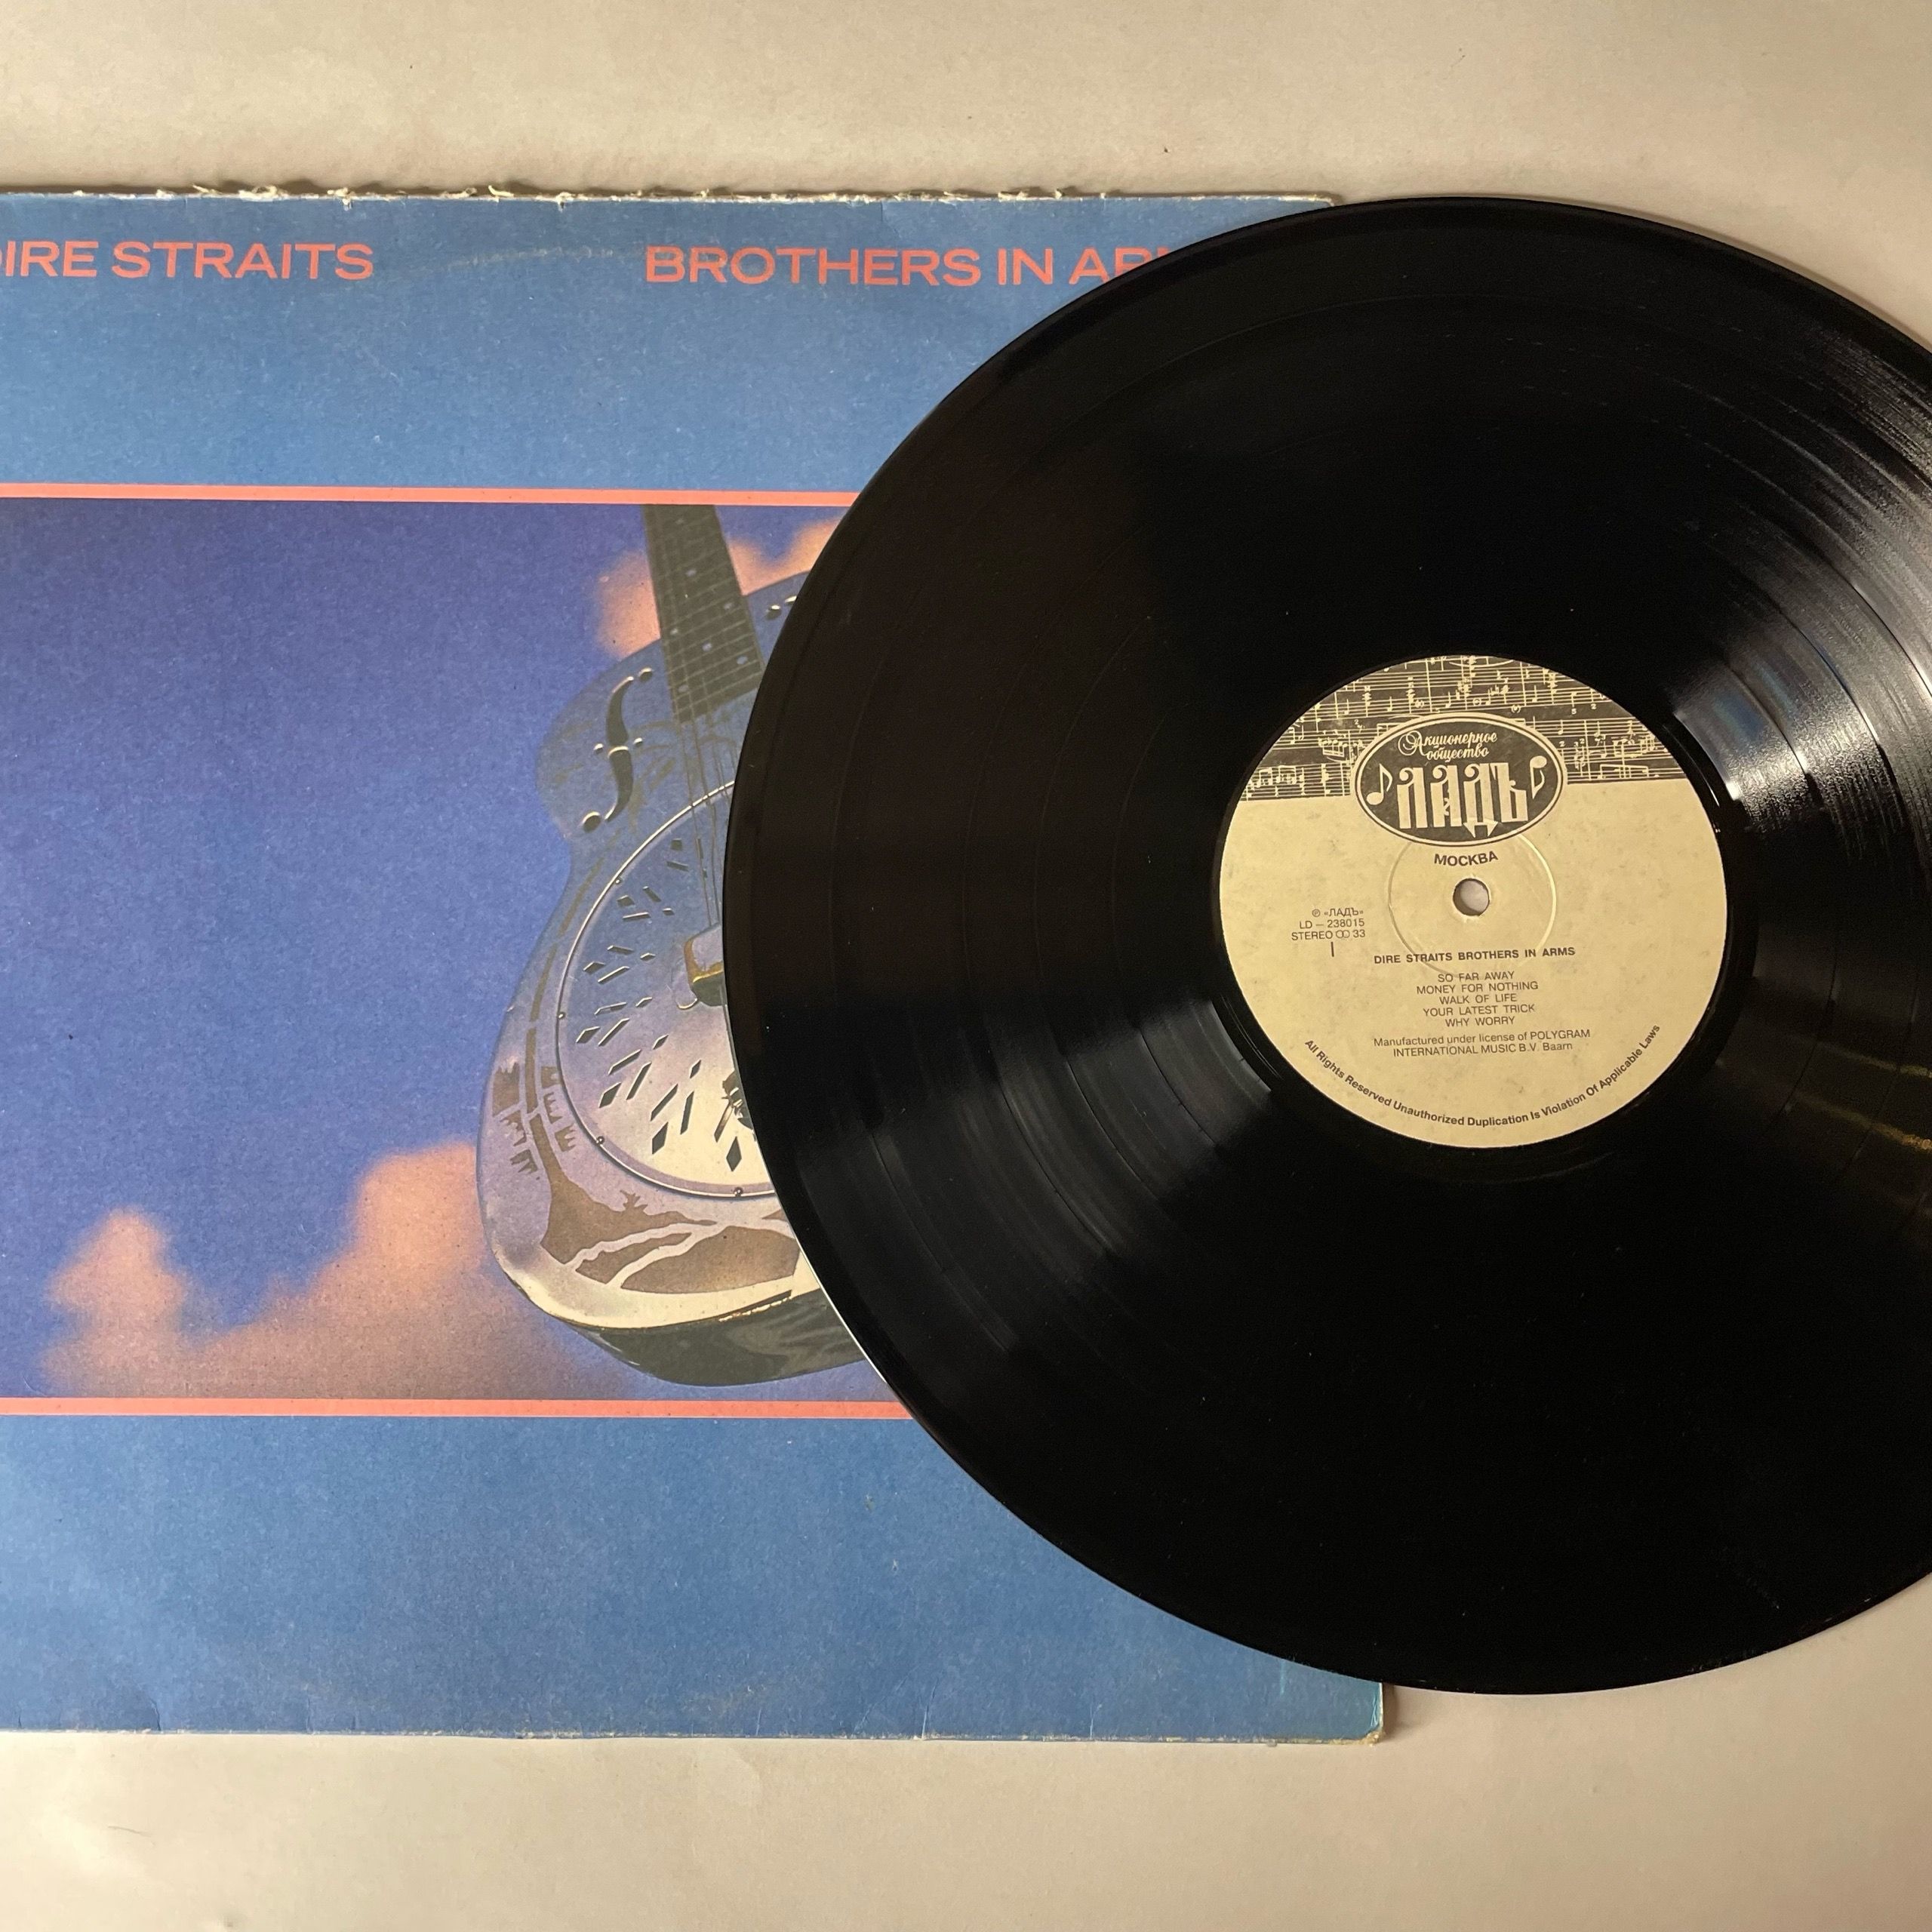 DIRE STRAITS BROTHERS IN
Акционерное
общество
ЛАДЪ
МОСКВА
℗ «ЛАДЪ»
LD — 238015
STEREO 33
I
DIRE STRAITS BROTHERS IN ARMS
SO FAR AWAY
MONEY FOR NOTHING
WALK OF LIFE
YOUR LATEST TRICK
WHY WORRY
Manufactured under license of POLYGRAM
INTERNATIONAL MUSIC B.V. Baarn
All Rights Reserved Unauthorized Duplication Is Violation Of Applicable Laws